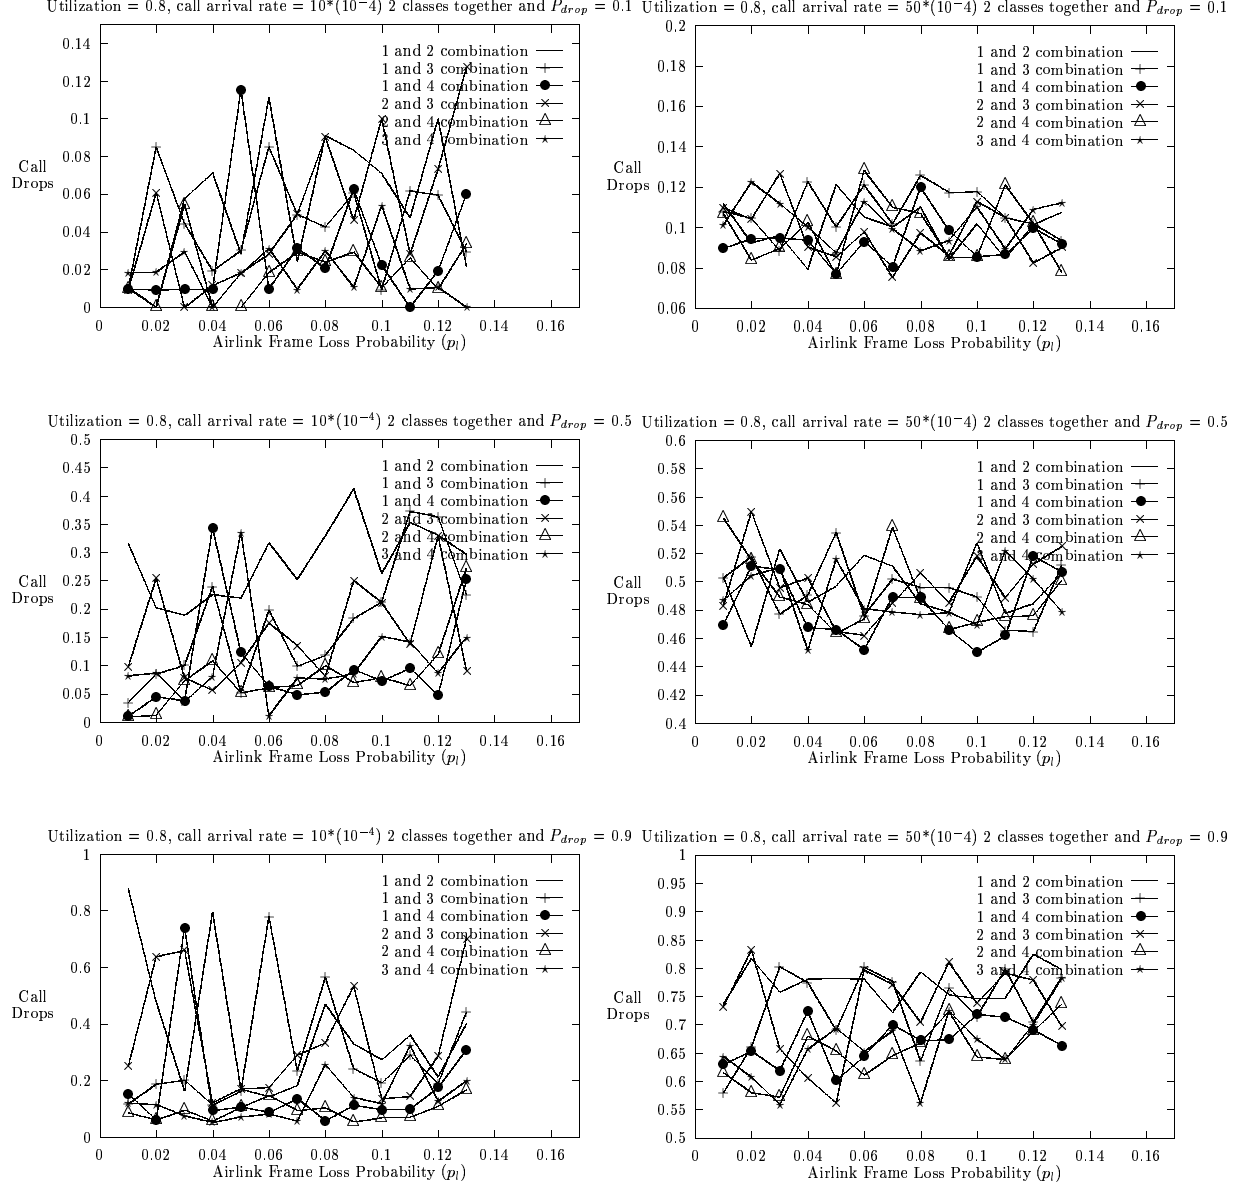 Utilization = 0.8, call arrival rate = 10*(10^−4) 2 classes together and P_drop = 0.1
0.14
0.12
0.1
0.08
0.06
0.04
0.02
0
Call
Drops
1 and 2 combination
1 and 3 combination
1 and 4 combination
2 and 3 combination
2 and 4 combination
3 and 4 combination
0 0.02 0.04 0.06 0.08 0.1 0.12 0.14 0.16
Airlink Frame Loss Probability (p_l)
Utilization = 0.8, call arrival rate = 50*(10^−4) 2 classes together and P_drop = 0.1
0.2
0.18
0.16
0.14
0.12
0.1
0.08
0.06
Call
Drops
1 and 2 combination
1 and 3 combination
1 and 4 combination
2 and 3 combination
2 and 4 combination
3 and 4 combination
0 0.02 0.04 0.06 0.08 0.1 0.12 0.14 0.16
Airlink Frame Loss Probability (p_l)
Utilization = 0.8, call arrival rate = 10*(10^−4) 2 classes together and P_drop = 0.5
0.5
0.45
0.4
0.35
0.3
0.25
0.2
0.15
0.1
0.05
0
Call
Drops
1 and 2 combination
1 and 3 combination
1 and 4 combination
2 and 3 combination
2 and 4 combination
3 and 4 combination
0 0.02 0.04 0.06 0.08 0.1 0.12 0.14 0.16
Airlink Frame Loss Probability (p_l)
Utilization = 0.8, call arrival rate = 50*(10^−4) 2 classes together and P_drop = 0.5
0.6
0.58
0.56
0.54
0.52
0.5
0.48
0.46
0.44
0.42
0.4
Call
Drops
1 and 2 combination
1 and 3 combination
1 and 4 combination
2 and 3 combination
2 and 4 combination
3 and 4 combination
0 0.02 0.04 0.06 0.08 0.1 0.12 0.14 0.16
Airlink Frame Loss Probability (p_l)
Utilization = 0.8, call arrival rate = 10*(10^−4) 2 classes together and P_drop = 0.9
1
0.8
0.6
0.4
0.2
0
Call
Drops
1 and 2 combination
1 and 3 combination
1 and 4 combination
2 and 3 combination
2 and 4 combination
3 and 4 combination
0 0.02 0.04 0.06 0.08 0.1 0.12 0.14 0.16
Airlink Frame Loss Probability (p_l)
Utilization = 0.8, call arrival rate = 50*(10^−4) 2 classes together and P_drop = 0.9
1
0.95
0.9
0.85
0.8
0.75
0.7
0.65
0.6
0.55
0.5
Call
Drops
1 and 2 combination
1 and 3 combination
1 and 4 combination
2 and 3 combination
2 and 4 combination
3 and 4 combination
0 0.02 0.04 0.06 0.08 0.1 0.12 0.14 0.16
Airlink Frame Loss Probability (p_l)